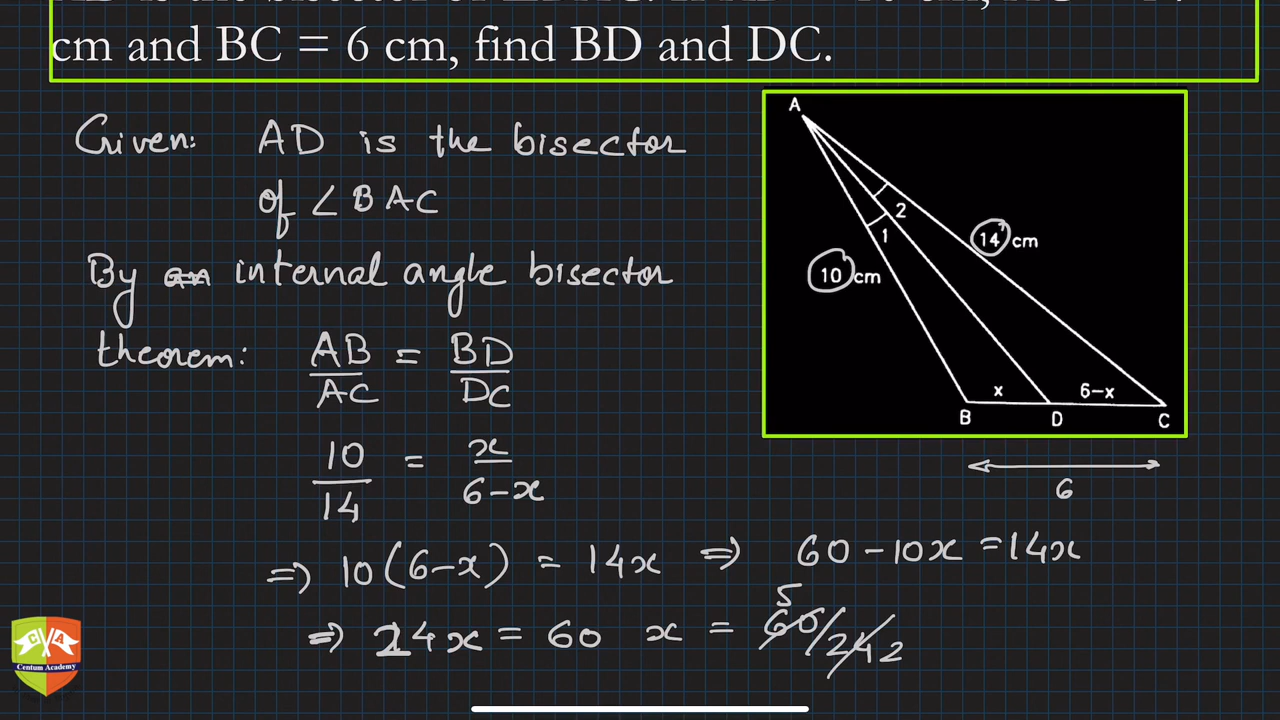 cm and BC = 6 cm, find BD and DC.
Given: AD is the bisector
of ∠BAC
By internal angle bisector
theorem: AB/AC = BD/DC
10/14 = x/6-x
⇒ 10(6-x) = 14x ⇒ 60-10x = 14x
⇒ 24x = 60 x = 60/24 5 2
A
2
1
14 cm
10 cm
x
6-x
B
D
C
6
C A
Centum Academy